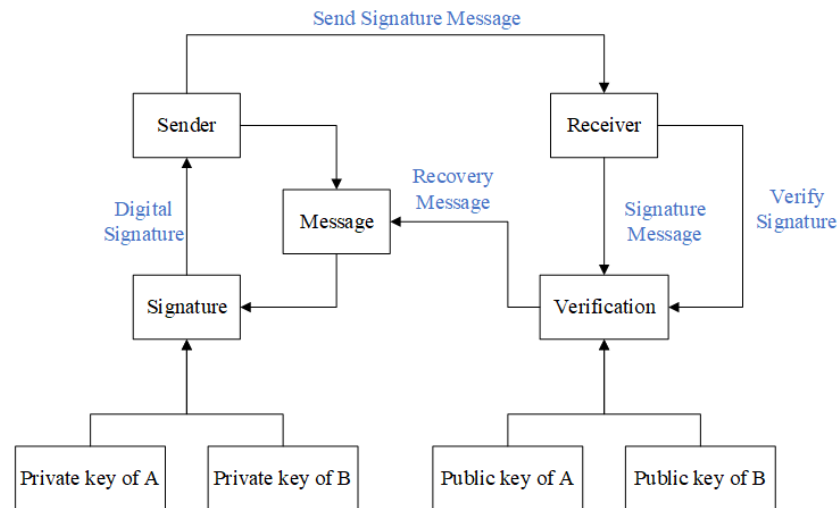 Send Signature Message
Sender
Receiver
Digital
Signature
Message
Recovery
Message
Signature
Message
Verify
Signature
Signature
Verification
Private key of A
Private key of B
Public key of A
Public key of B